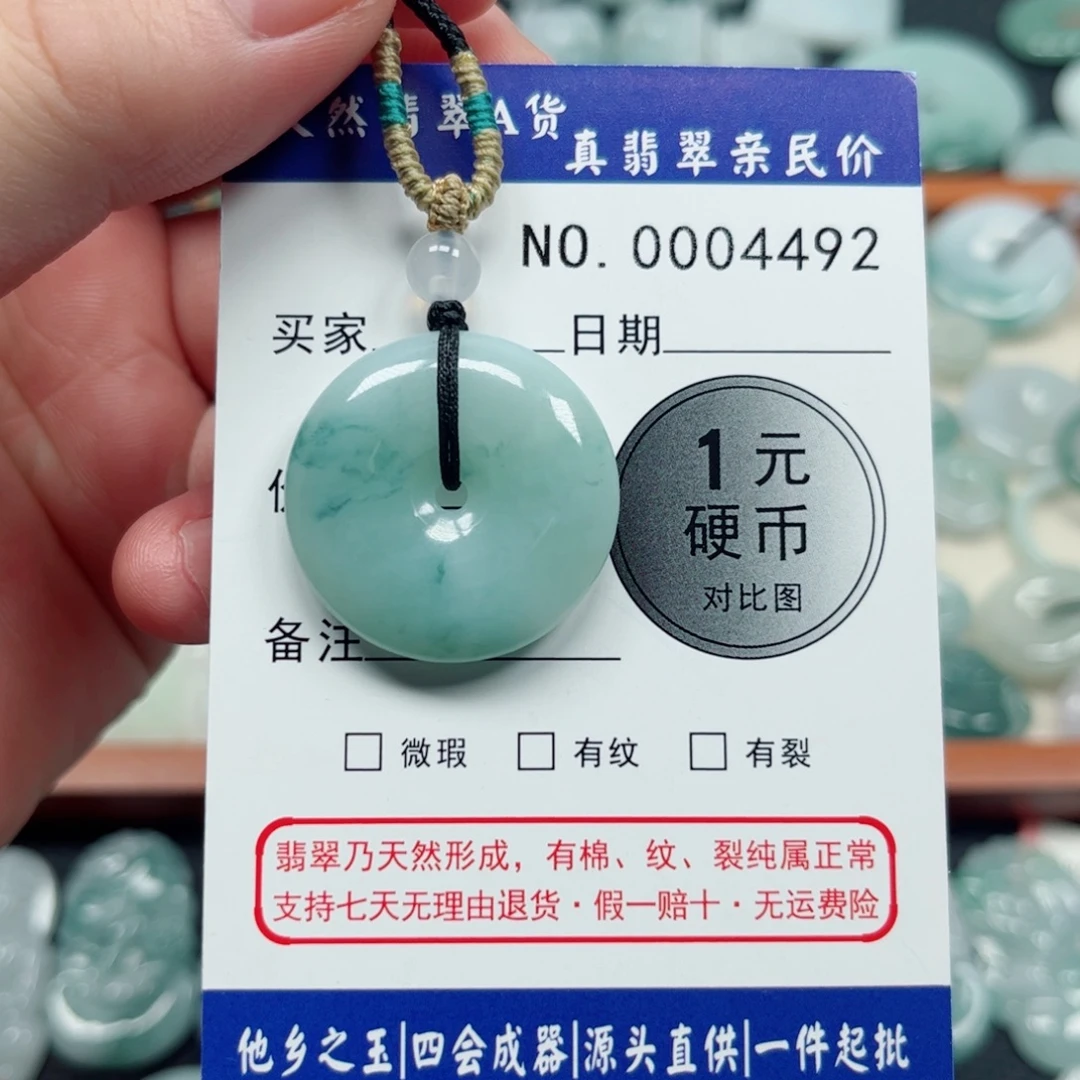 然翡翠A货
真翡翠亲民价
NO. 0004492
买家 日期
1元
硬币
对比图
备注
微瑕 有纹 有裂
翡翠乃天然形成，有棉、纹、裂纯属正常
支持七天无理由退货·假一赔十·无运费险
他乡之玉|四会成器|源头直供|一件起批